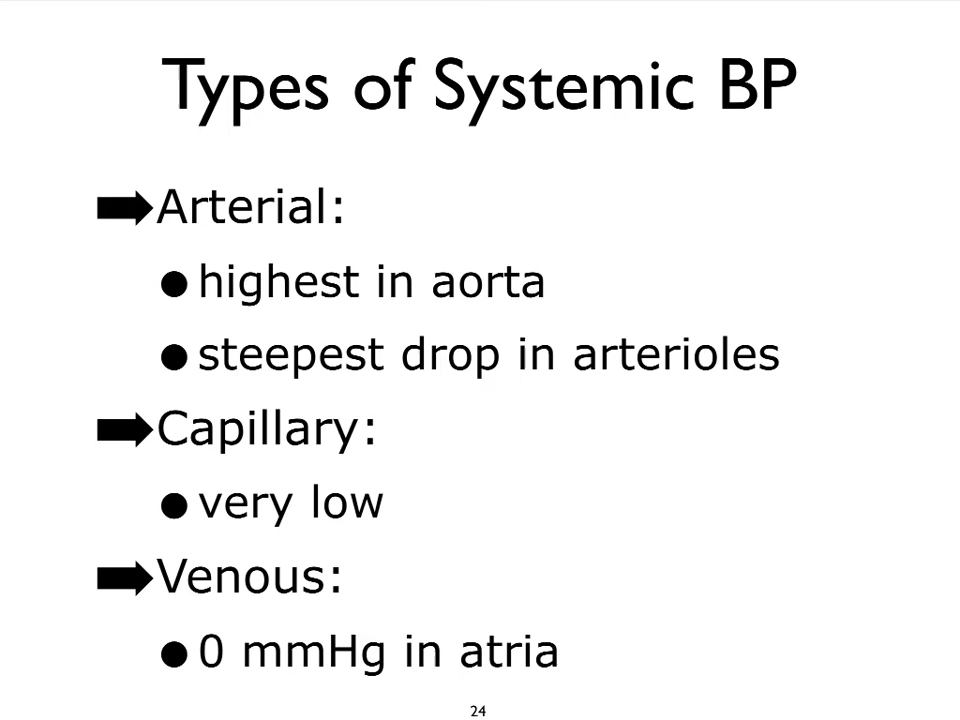 Types of Systemic BP
➡Arterial:
•highest in aorta
•steepest drop in arterioles
➡Capillary:
•very low
➡Venous:
•0 mmHg in atria
24